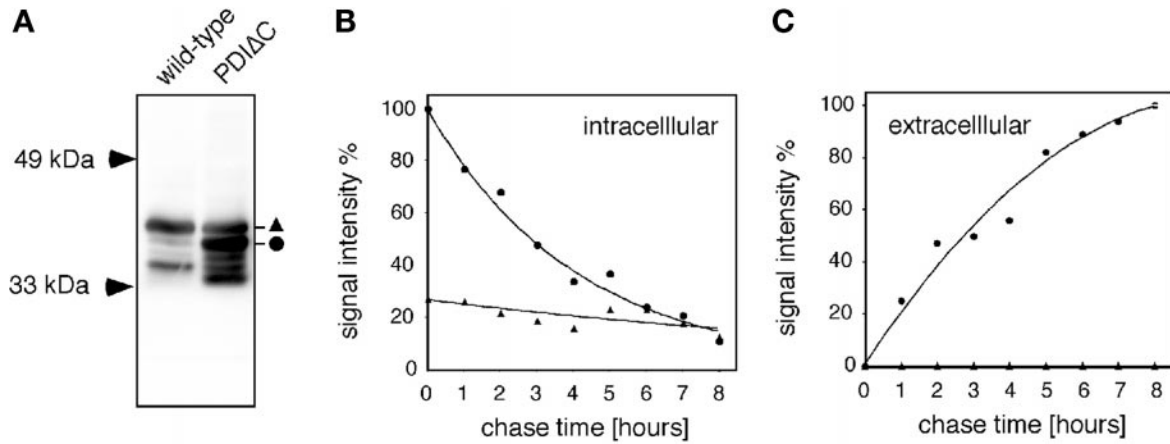 A
wild-type
PDIΔC
49 kDa
33 kDa
B
signal intensity %
100
80
60
40
20
0
intracelllular
0 1 2 3 4 5 6 7 8
chase time [hours]
C
signal intensity %
100
80
60
40
20
0
extracelllular
0 1 2 3 4 5 6 7 8
chase time [hours]